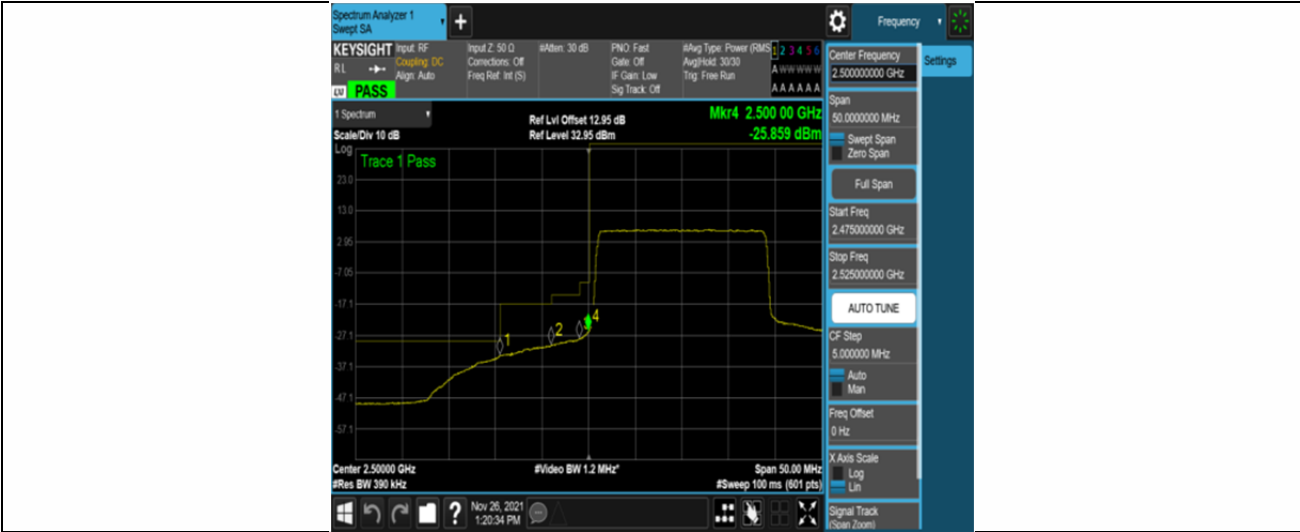 Spectrum Analyzer 1
Swept SA
+
Frequency
KEYSIGHT
RL
PASS
Input: RF
Coupling: DC
Align: Auto
Input Z: 50 Ω
Corrections: Off
Freq Ref: Int (S)
#Atten: 30 dB
PNO: Fast
Gate: Off
IF Gain: Low
Sig Track: Off
#Avg Type: Power (RMS
Avg|Hold: 30/30
Trig: Free Run
1 2 3 4 5 6
A W W W W W
A A A A A A
1 Spectrum
Scale/Div 10 dB
Ref Lvl Offset 12.95 dB
Ref Level 32.95 dBm
Mkr4 2.500 00 GHz
-25.859 dBm
Log
Trace 1 Pass
23.0
13.0
2.95
-7.05
-17.1
-27.1
-37.1
-47.1
-57.1
1
2
3
4
Center 2.50000 GHz
#Res BW 390 kHz
#Video BW 1.2 MHz*
Span 50.00 MHz
#Sweep 100 ms (601 pts)
Nov 26, 2021
1:20:34 PM
Center Frequency
2.500000000 GHz
Settings
Span
50.0000000 MHz
Swept Span
Zero Span
Full Span
Start Freq
2.475000000 GHz
Stop Freq
2.525000000 GHz
AUTO TUNE
CF Step
5.000000 MHz
Auto
Man
Freq Offset
0 Hz
X Axis Scale
Log
Lin
Signal Track
(Span Zoom)